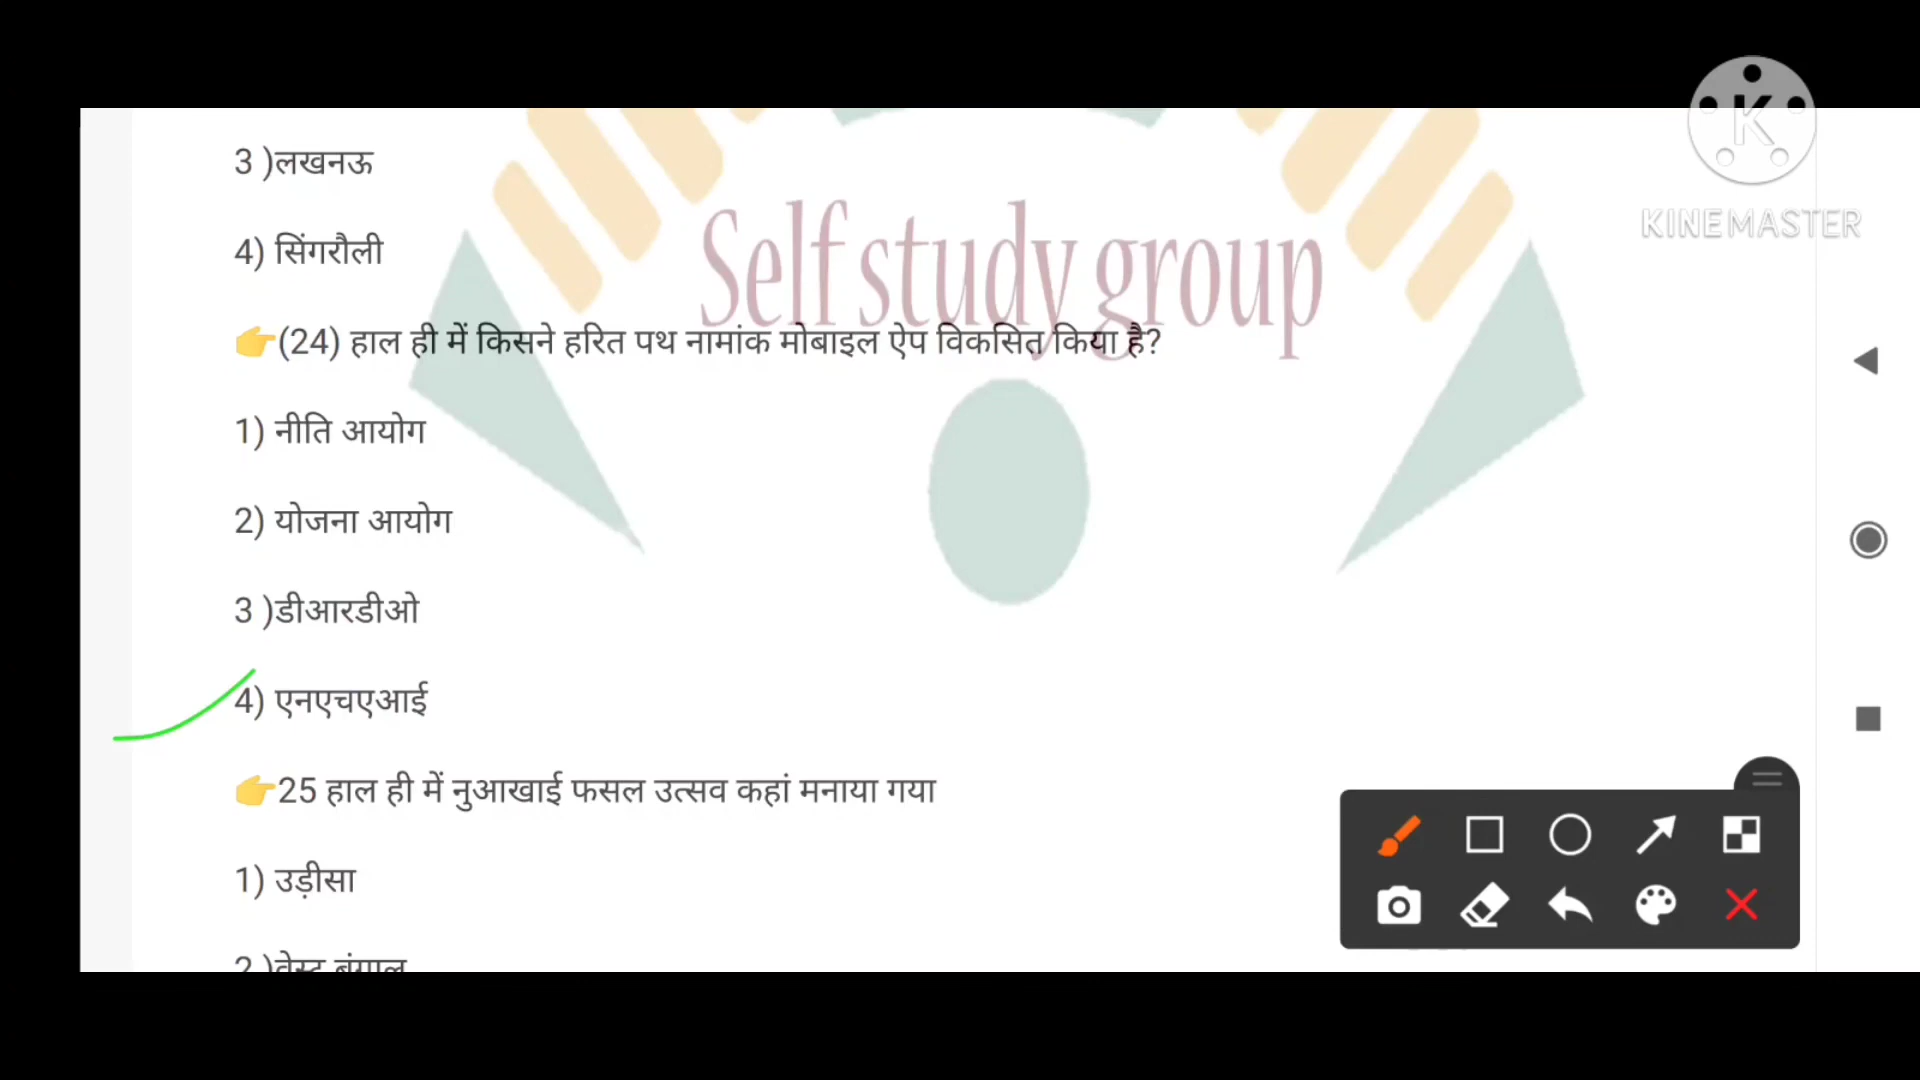 K
KINEMASTER
3 )लखनऊ
4) सिंगरौली
Self study group
👉(24) हाल ही में किसने हरित पथ नामांक मोबाइल ऐप विकसित किया है?
1) नीति आयोग
2) योजना आयोग
3 )डीआरडीओ
4) एनएचएआई
👉25 हाल ही में नुआखाई फसल उत्सव कहां मनाया गया
1) उड़ीसा
2 )वेस्ट बंगाल